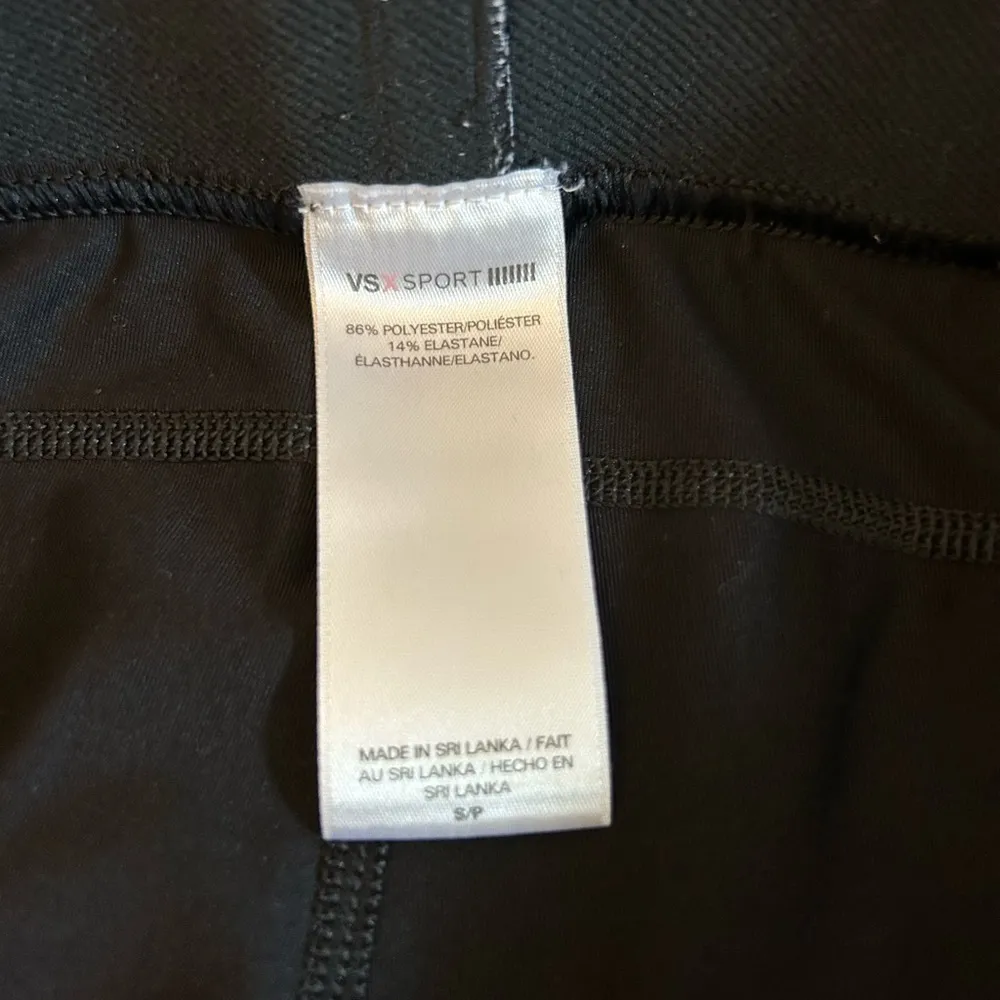 VSX SPORT
86% POLYESTER/POLIÉSTER
14% ELASTANE/
ÉLASTHANNE/ELASTANO.
MADE IN SRI LANKA / FAIT
AU SRI LANKA / HECHO EN
SRI LANKA
S/P